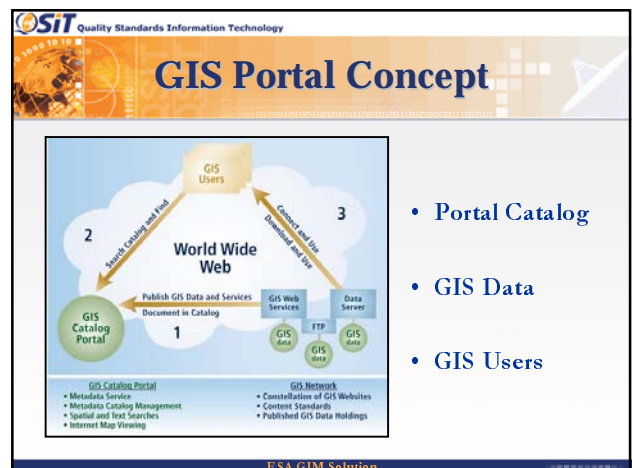 QSiT Quality Standards Information Technology
GIS Portal Concept
GIS
Users
2
Search Catalog and Find
3
Connect and Use
Download and Use
World Wide
Web
Publish GIS Data and Services
Document in Catalog
1
GIS
Catalog
Portal
GIS Web
Services
Data
Server
FTP
GIS
data
GIS
data
GIS
data
GIS Catalog Portal
• Metadata Service
• Metadata Catalog Management
• Spatial and Text Searches
• Internet Map Viewing
GIS Network
• Constellation of GIS Websites
• Content Standards
• Published GIS Data Holdings
• Portal Catalog
• GIS Data
• GIS Users
ESA GIM Solution